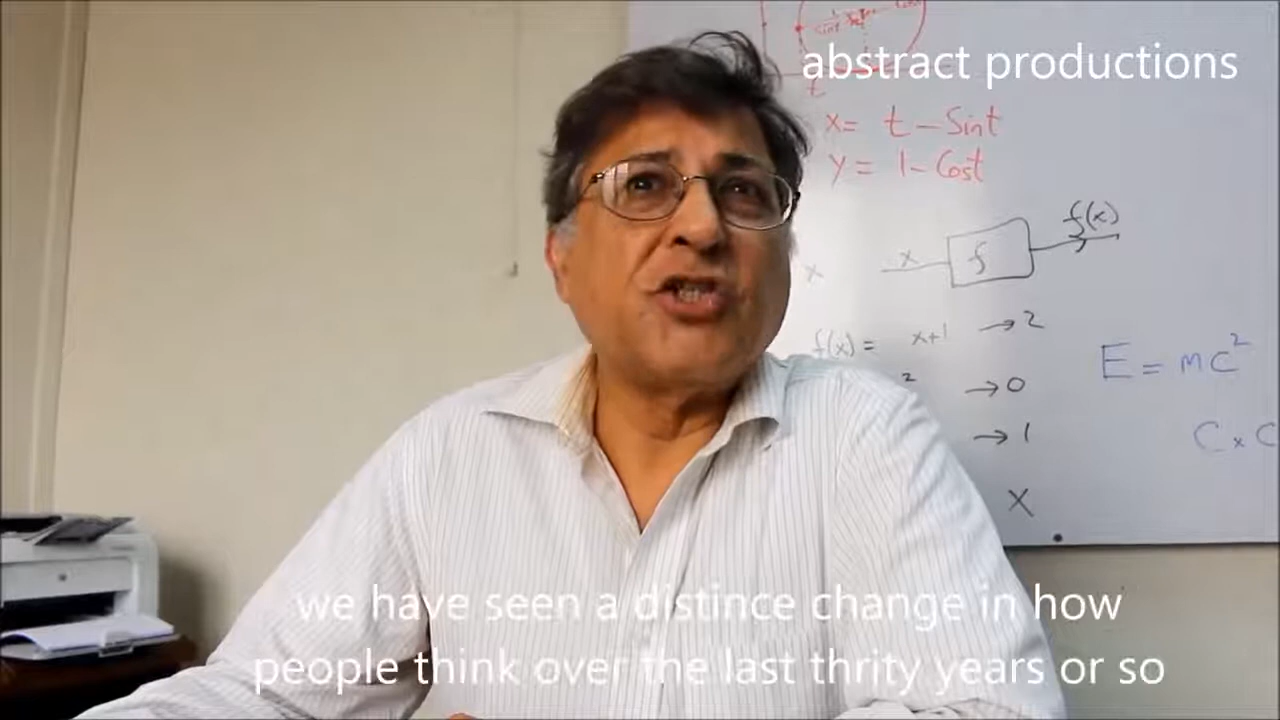 abstract productions
t
x= t - Sint
y= 1 - Cost
f(x)
x f
x
f(x) = x+1 → 2
2 → 0
→ 1
E = mc²
C x C
X
we have seen a distince change in how
people think over the last thrity years or so